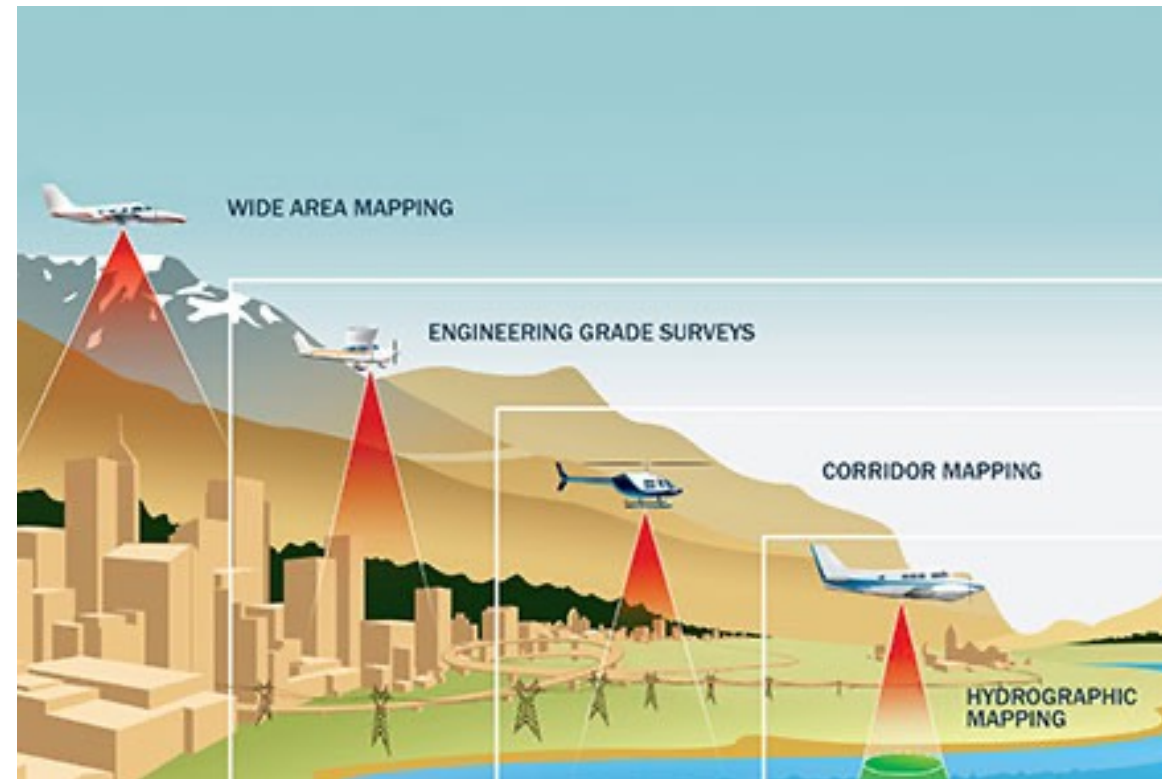 WIDE AREA MAPPING
ENGINEERING GRADE SURVEYS
CORRIDOR MAPPING
HYDROGRAPHIC
MAPPING